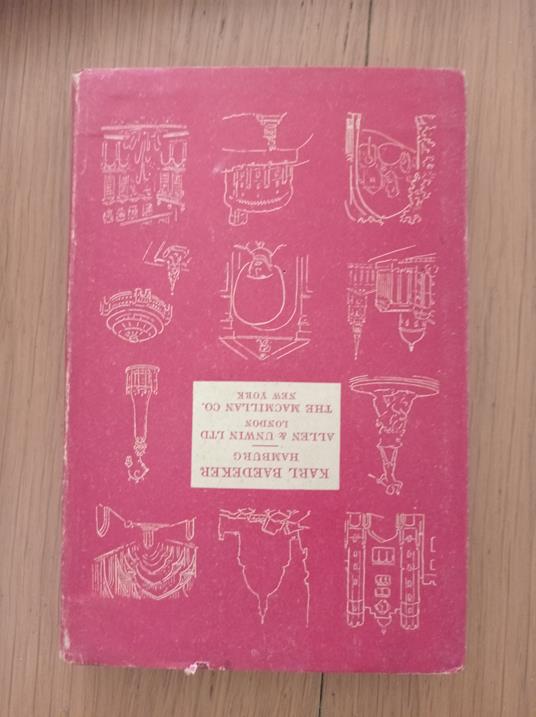 KARL BAEDEKER
HAMBURG
ALLEN & UNWIN LTD
LONDON
THE MACMILLAN CO.
NEW YORK